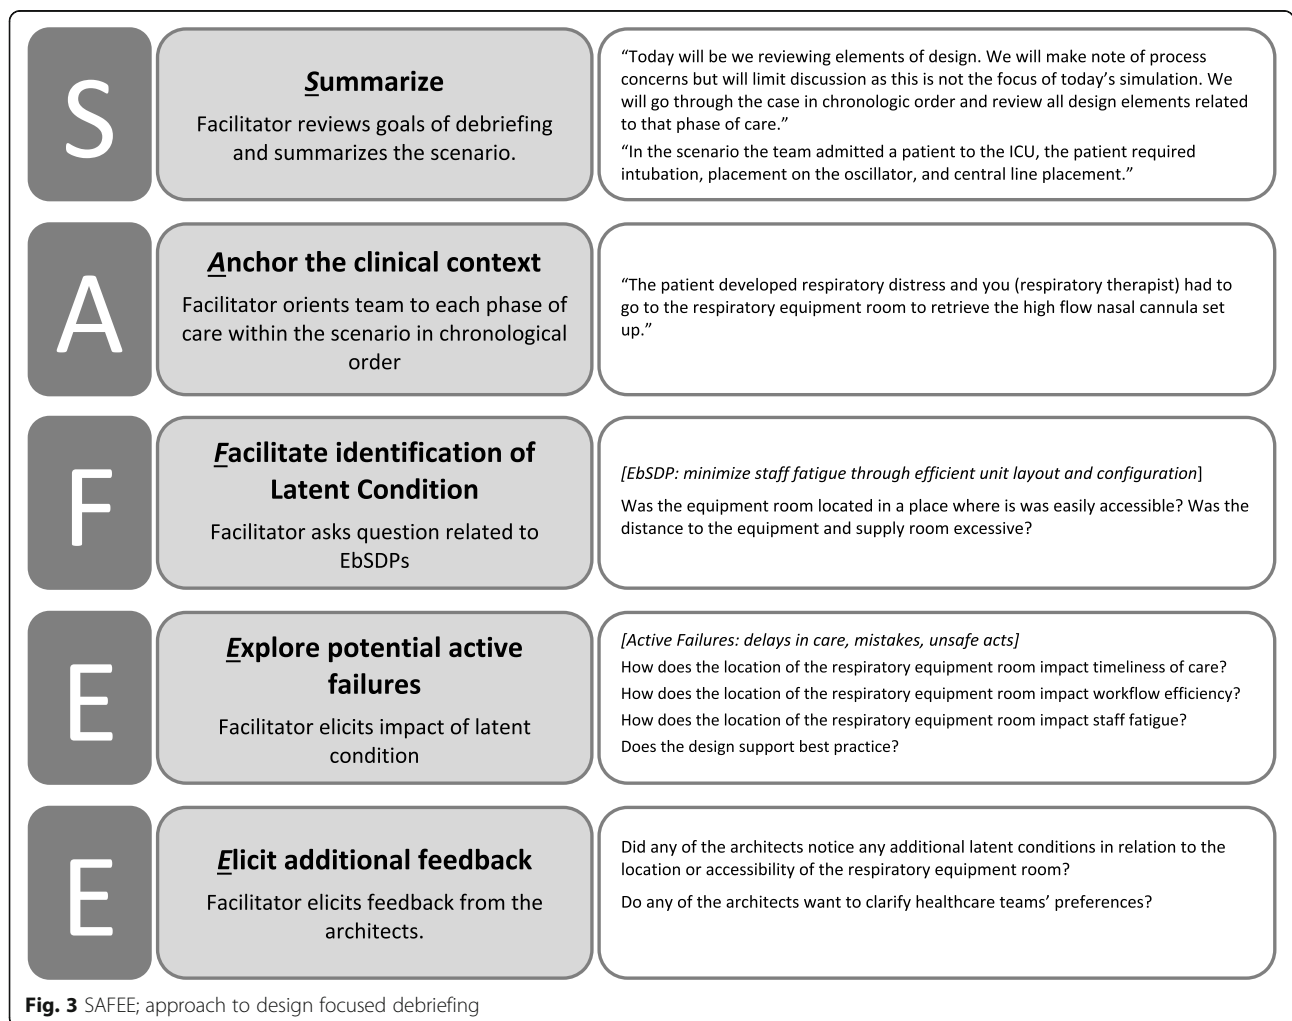 S
Summarize
Facilitator reviews goals of debriefing
and summarizes the scenario.
“Today will be we reviewing elements of design. We will make note of process
concerns but will limit discussion as this is not the focus of today’s simulation. We
will go through the case in chronologic order and review all design elements related
to that phase of care.”
“In the scenario the team admitted a patient to the ICU, the patient required
intubation, placement on the oscillator, and central line placement.”
A
Anchor the clinical context
Facilitator orients team to each phase of
care within the scenario in chronological
order
“The patient developed respiratory distress and you (respiratory therapist) had to
go to the respiratory equipment room to retrieve the high flow nasal cannula set
up.”
F
Facilitate identification of
Latent Condition
Facilitator asks question related to
EbSDPs
[EbSDP: minimize staff fatigue through efficient unit layout and configuration]
Was the equipment room located in a place where is was easily accessible? Was the
distance to the equipment and supply room excessive?
E
Explore potential active
failures
Facilitator elicits impact of latent
condition
[Active Failures: delays in care, mistakes, unsafe acts]
How does the location of the respiratory equipment room impact timeliness of care?
How does the location of the respiratory equipment room impact workflow efficiency?
How does the location of the respiratory equipment room impact staff fatigue?
Does the design support best practice?
E
Elicit additional feedback
Facilitator elicits feedback from the
architects.
Did any of the architects notice any additional latent conditions in relation to the
location or accessibility of the respiratory equipment room?
Do any of the architects want to clarify healthcare teams’ preferences?
Fig. 3 SAFEE; approach to design focused debriefing